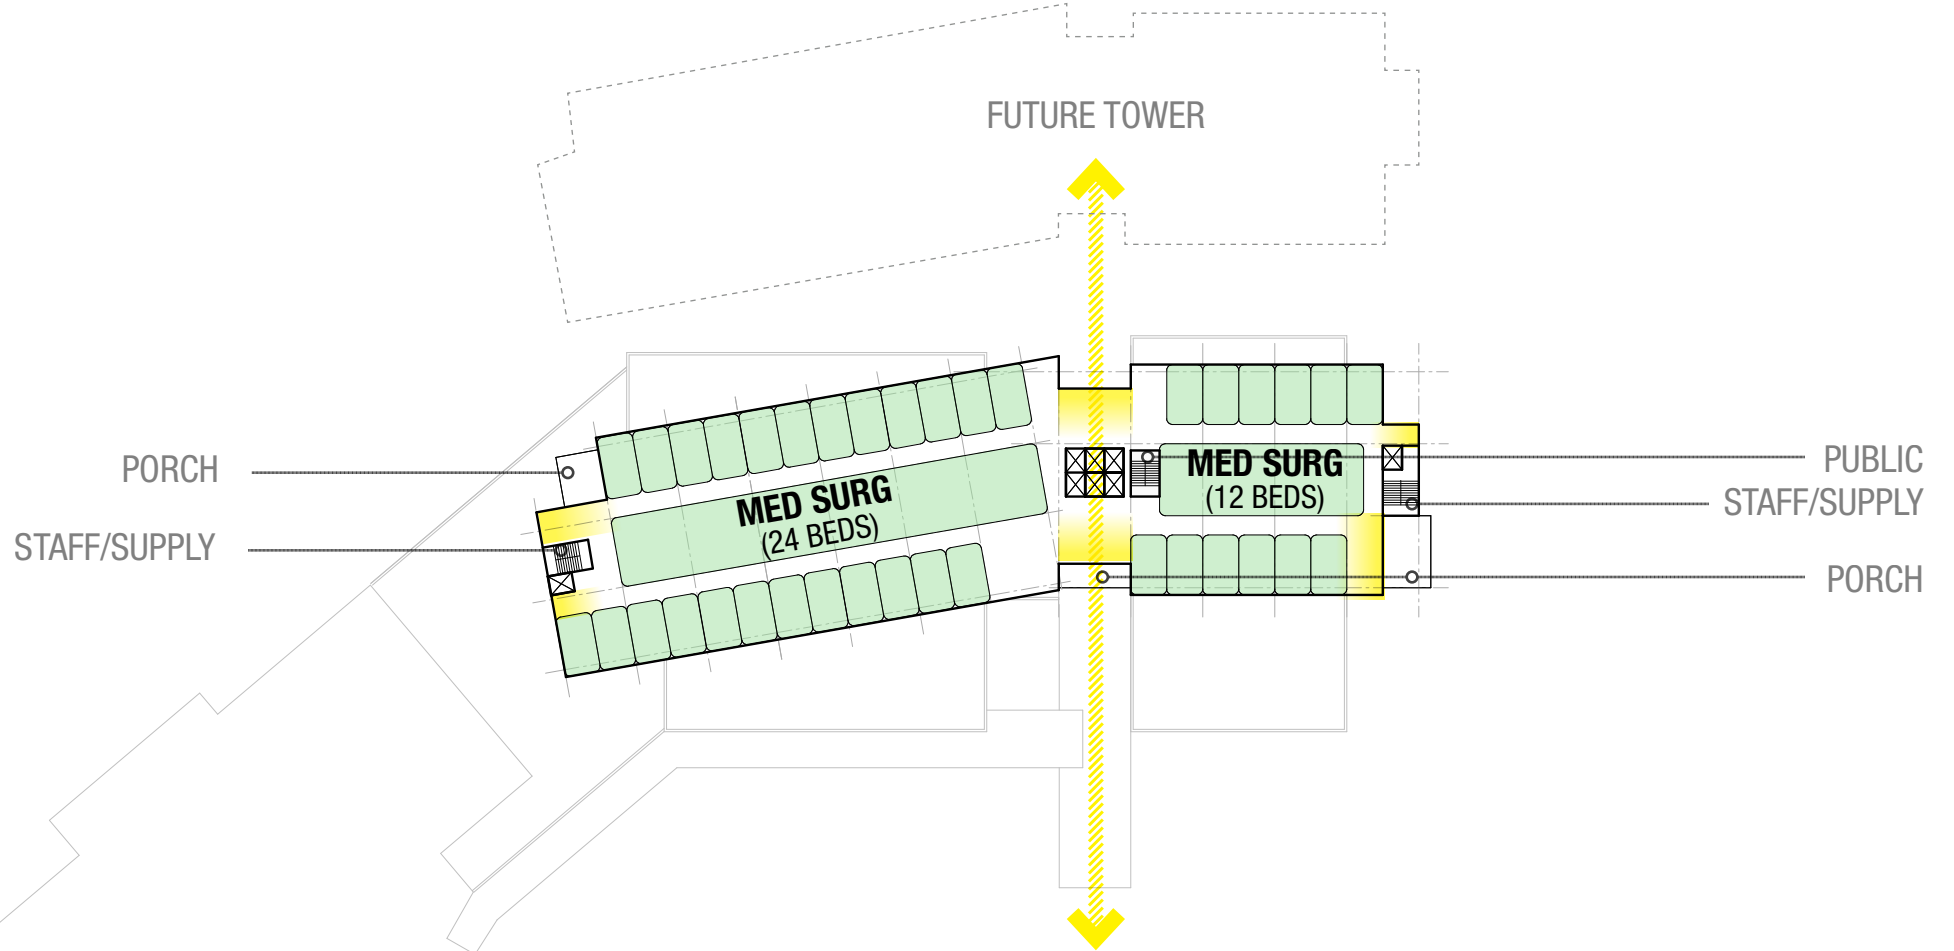 FUTURE TOWER
PORCH
STAFF/SUPPLY
MED SURG
(24 BEDS)
MED SURG
(12 BEDS)
PUBLIC
STAFF/SUPPLY
PORCH